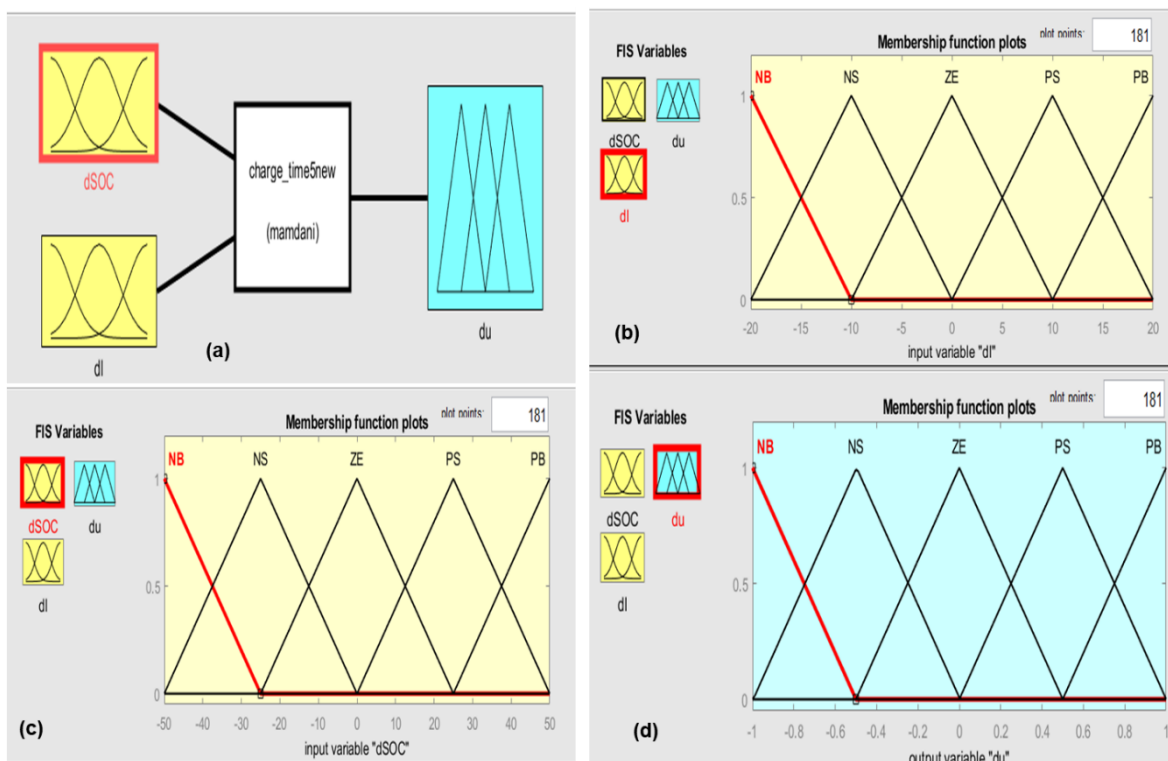 dSOC
charge_time5new
(mamdani)
dI
du
(a)
FIS Variables
Membership function plots
plot points:
181
dSOC
du
dI
NB
NS
ZE
PS
PB
1
0.5
0
-20
-15
-10
-5
0
5
10
15
20
input variable "dI"
(b)
FIS Variables
Membership function plots
plot points:
181
dSOC
du
dI
NB
NS
ZE
PS
PB
1
0.5
0
-50
-40
-30
-20
-10
0
10
20
30
40
50
input variable "dSOC"
(c)
FIS Variables
Membership function plots
plot points:
181
dSOC
du
dI
NB
NS
ZE
PS
PB
1
0.5
0
-1
-0.8
-0.6
-0.4
-0.2
0
0.2
0.4
0.6
0.8
1
output variable "du"
(d)